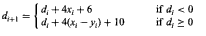 d_{i+1} = { d_i + 4x_i + 6 if d_i < 0
d_i + 4(x_i − y_i) + 10 if d_i ≥ 0